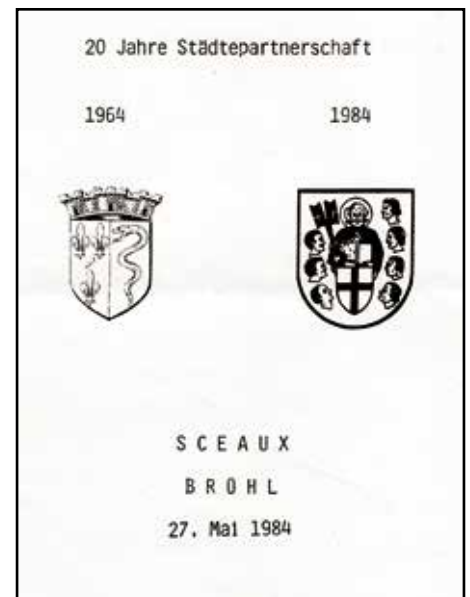 20 Jahre Städtepartnerschaft
1964 1984
S C E A U X
B R Ü H L
27. Mai 1984